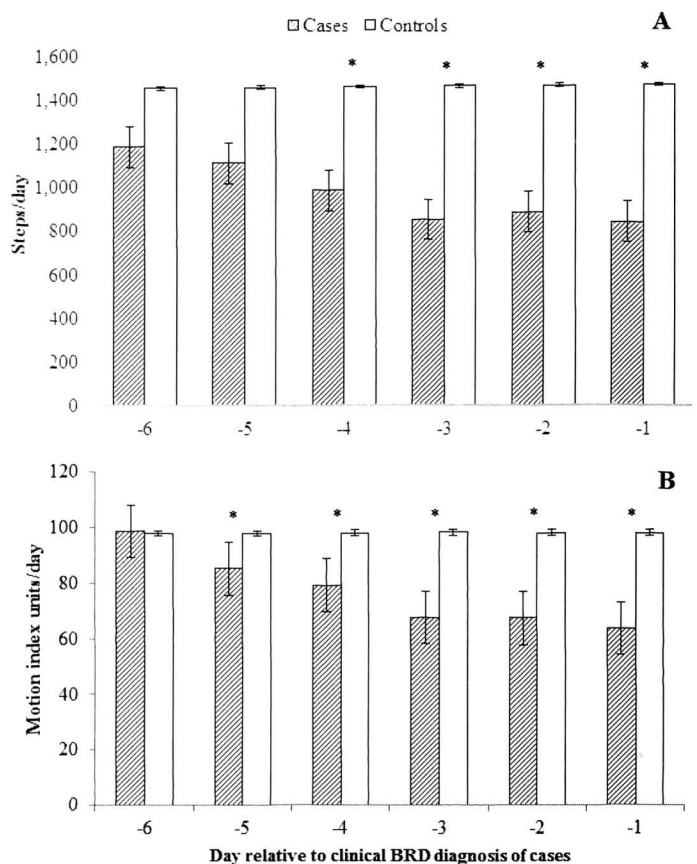 A
Cases Controls
1,600
1,400
1,200
1,000
800
600
400
200
0
Steps/day
* * * *
-6 -5 -4 -3 -2 -1
B
120
100
80
60
40
20
0
Motion index units/day
* * * * *
-6 -5 -4 -3 -2 -1
Day relative to clinical BRD diagnosis of cases